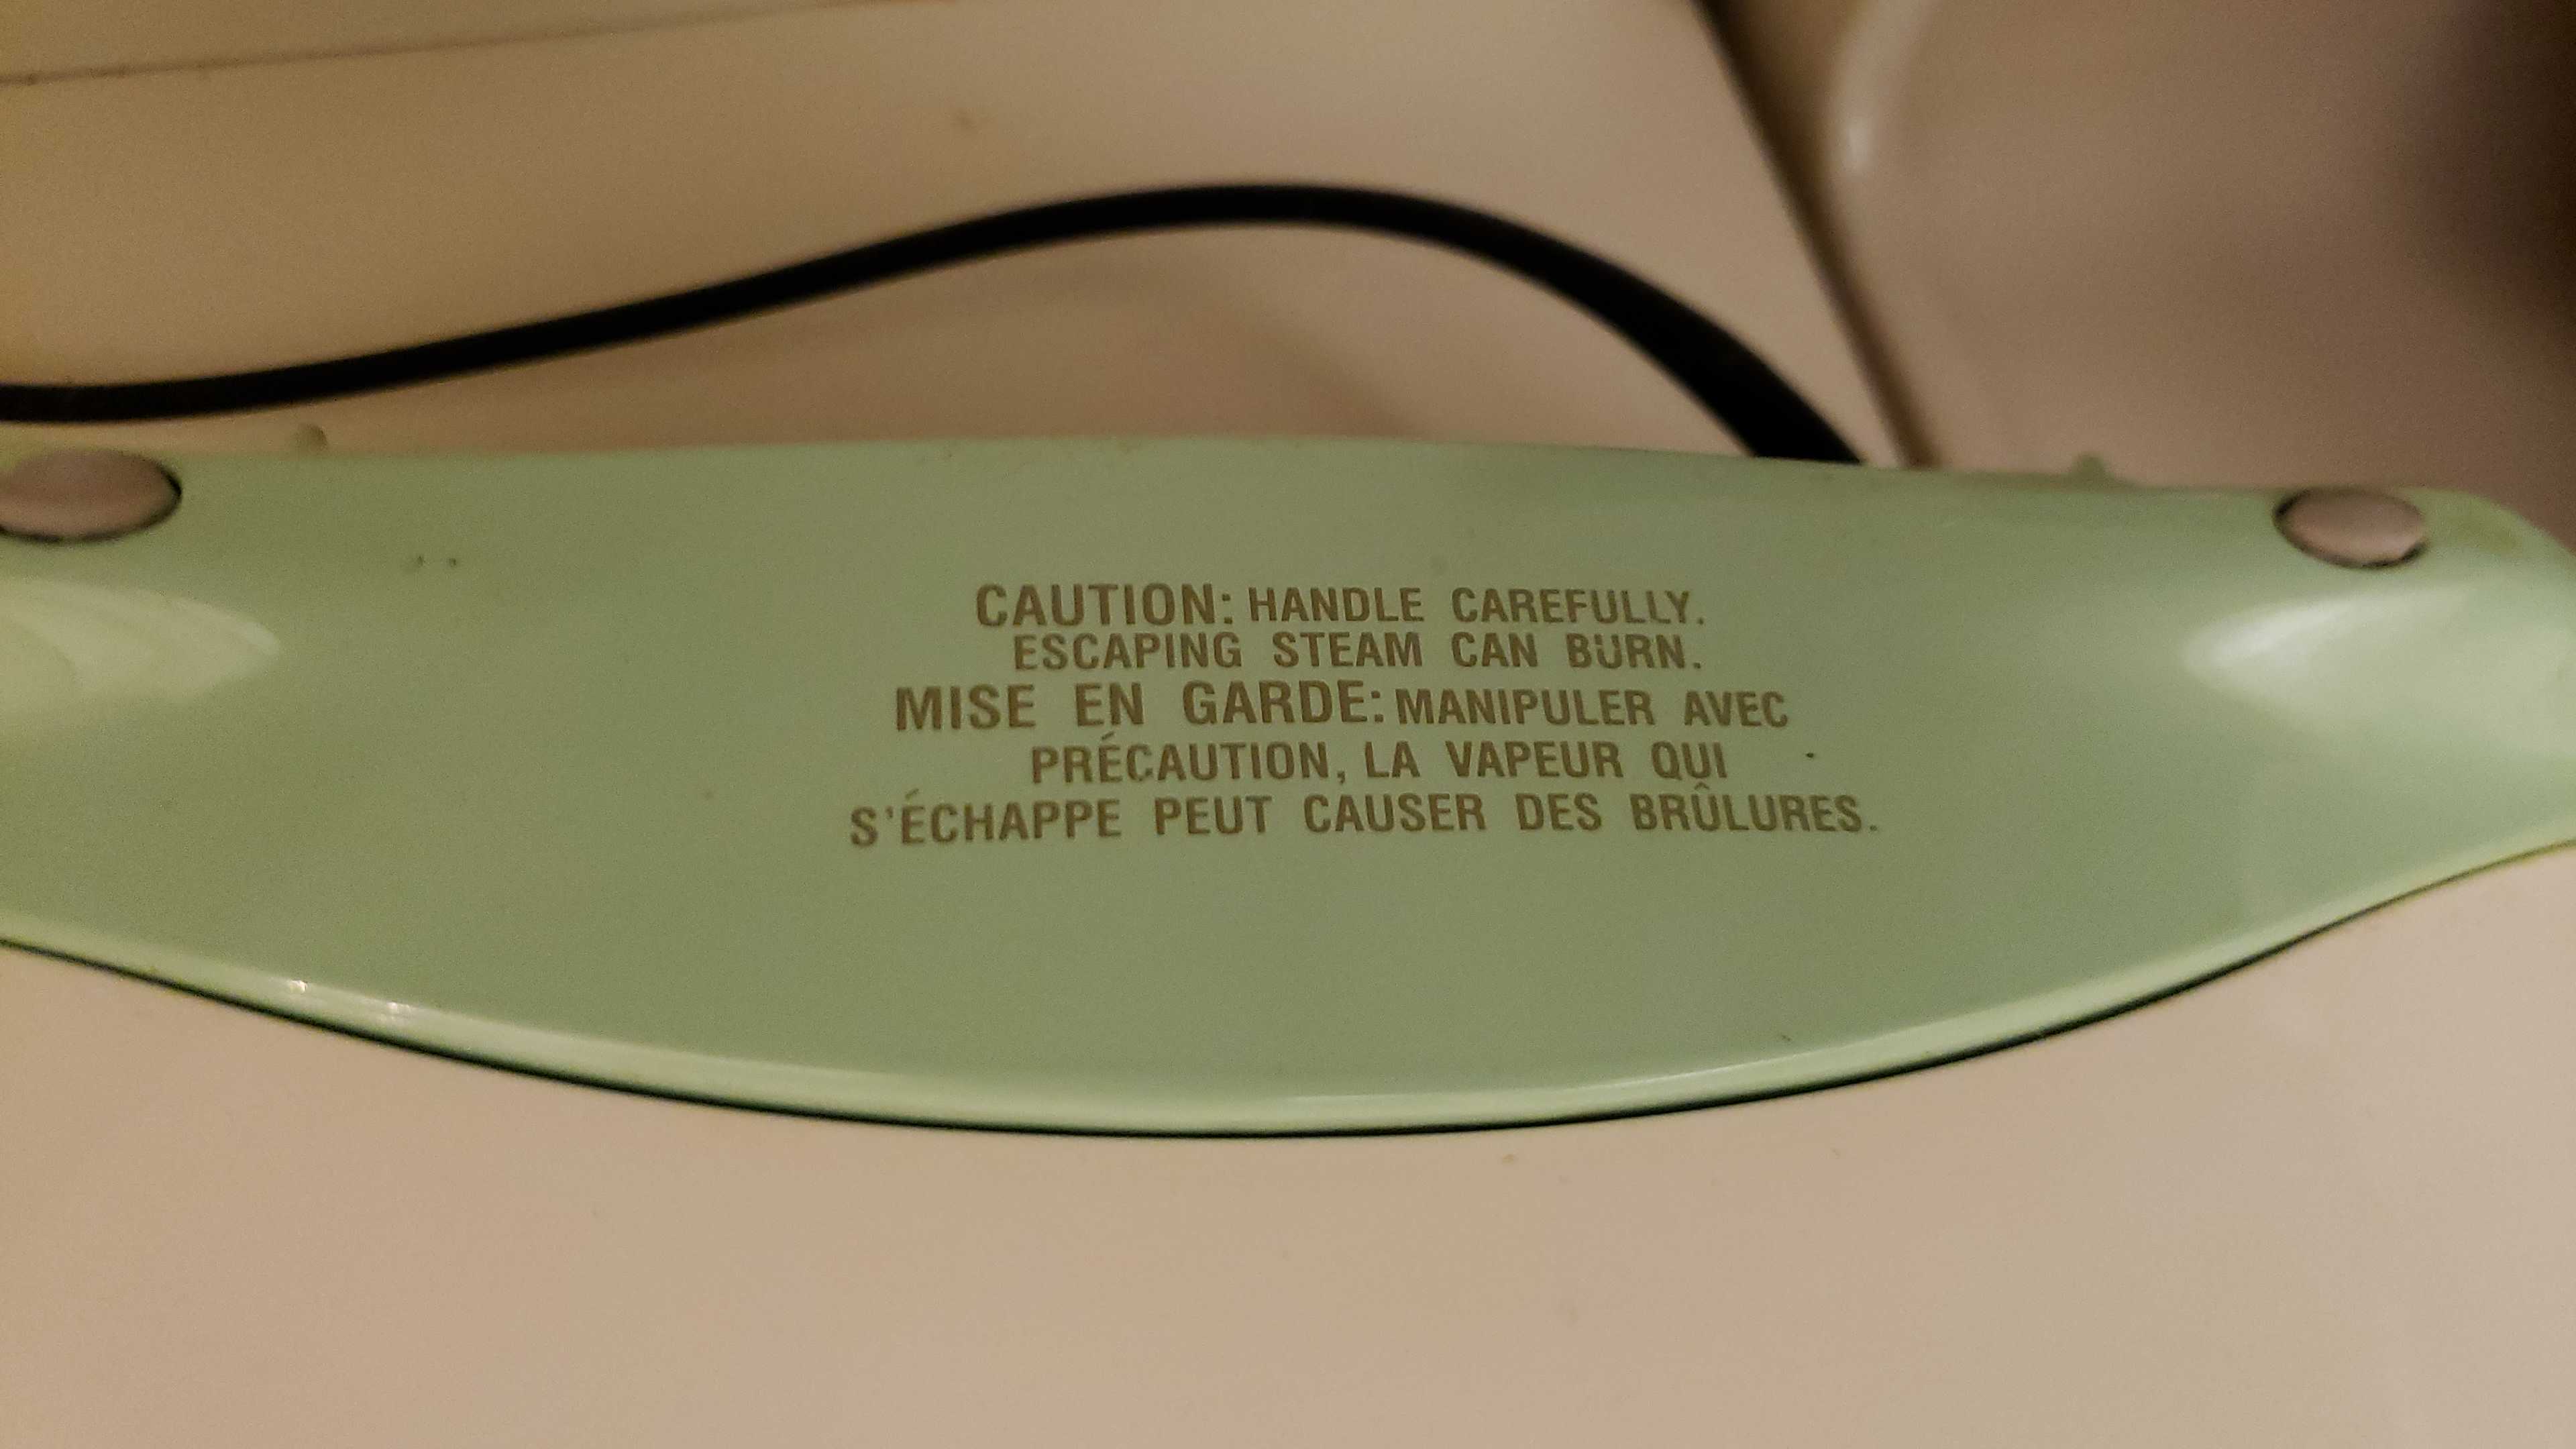 CAUTION: HANDLE CAREFULLY.
ESCAPING STEAM CAN BURN.
MISE EN GARDE: MANIPULER AVEC
PRÉCAUTION, LA VAPEUR QUI
S'ÉCHAPPE PEUT CAUSER DES BRÛLURES.